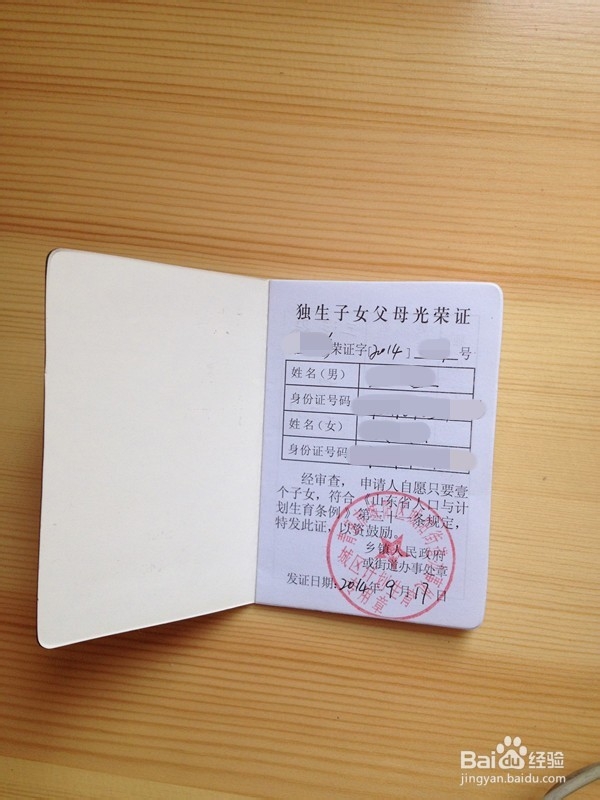 独生子女父母光荣证
荣证字[2014] 号
姓名(男)
身份证号码
姓名(女)
身份证号码
经审查，申请人自愿只要壹
个子女，符合《山东省人口与计
划生育条例》第二十一条规定，
特发此证，以资鼓励。
乡镇人民政府
或街道办事处章
发证日期:2014年9月17日
Baidu经验
jingyan.baidu.com